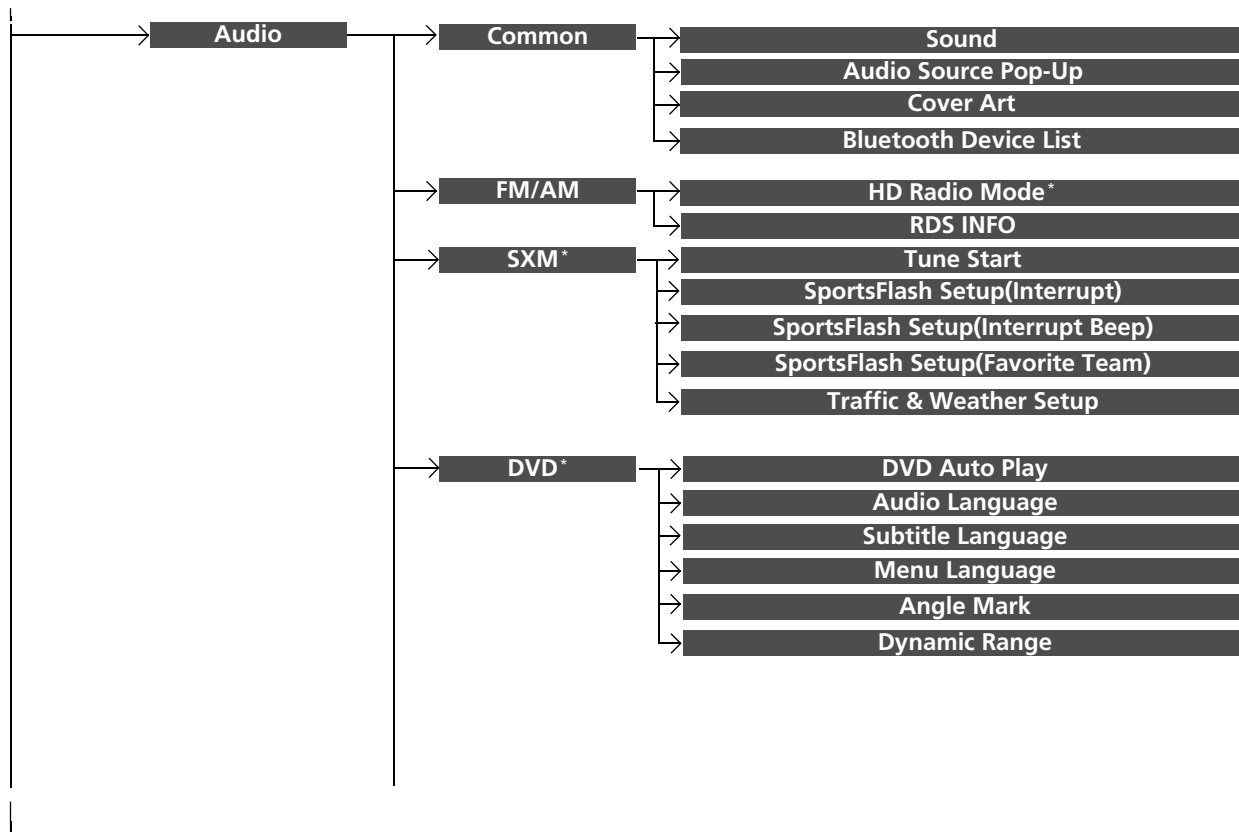 Audio
Common
Sound
Audio Source Pop-Up
Cover Art
Bluetooth Device List
FM/AM
HD Radio Mode*
RDS INFO
SXM*
Tune Start
SportsFlash Setup(Interrupt)
SportsFlash Setup(Interrupt Beep)
SportsFlash Setup(Favorite Team)
Traffic & Weather Setup
DVD*
DVD Auto Play
Audio Language
Subtitle Language
Menu Language
Angle Mark
Dynamic Range